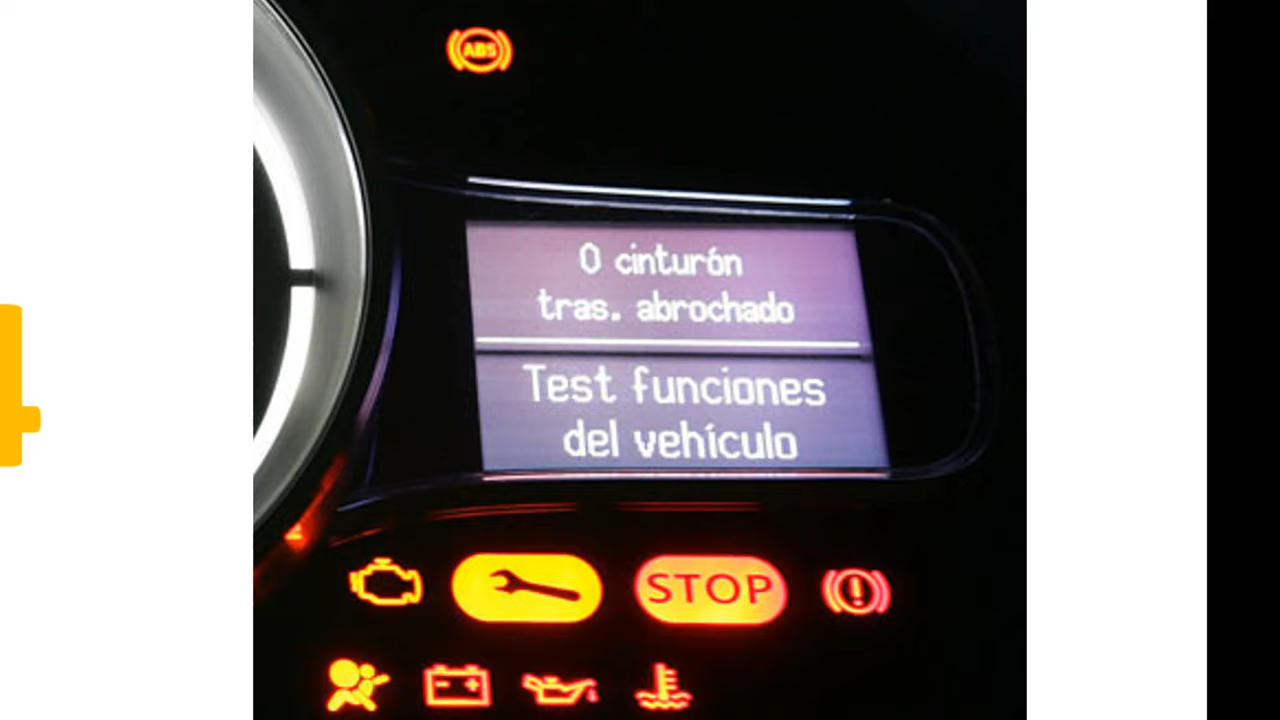 ABS
0 cinturón
tras. abrochado
Test funciones
del vehículo
STOP